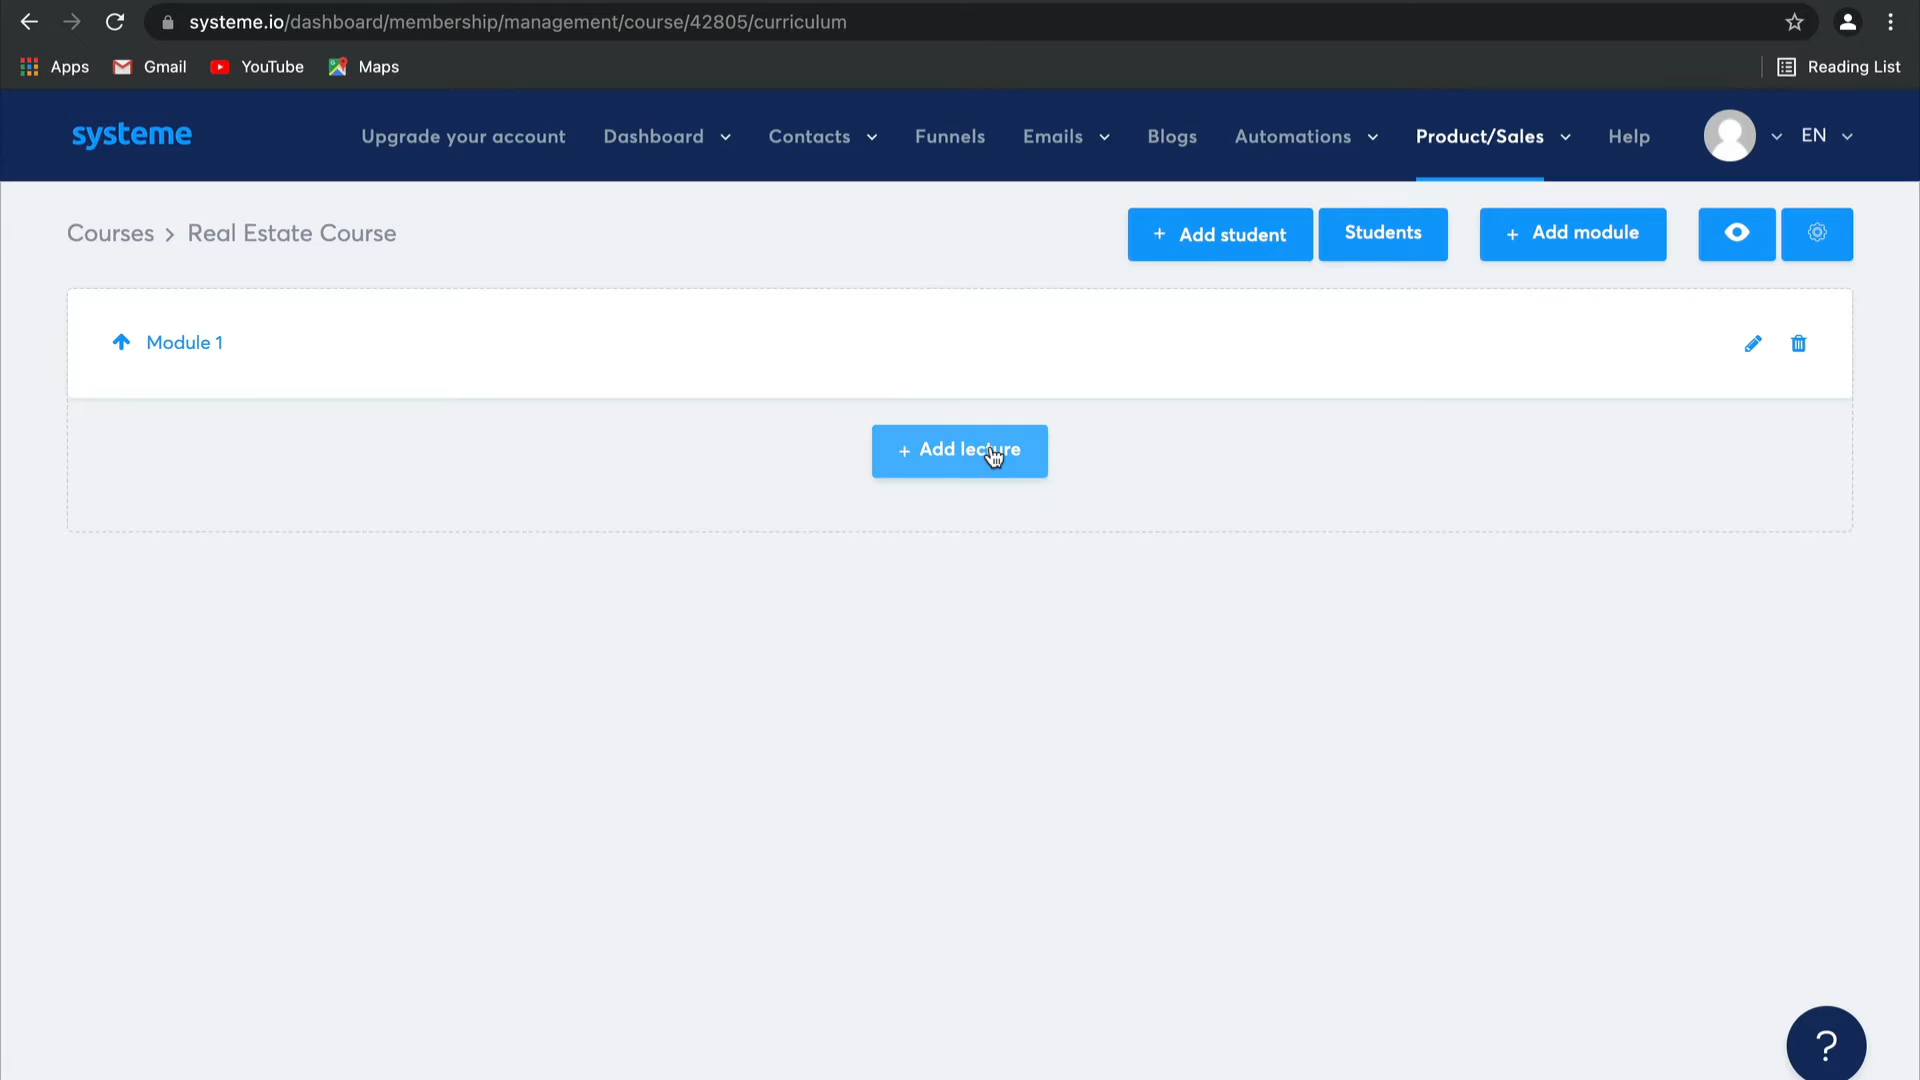 systeme.io/dashboard/membership/management/course/42805/curriculum
Apps Gmail YouTube Maps Reading List
systeme Upgrade your account Dashboard Contacts Funnels Emails Blogs Automations Product/Sales Help EN
Courses > Real Estate Course + Add student Students + Add module
Module 1
+ Add lecture
?